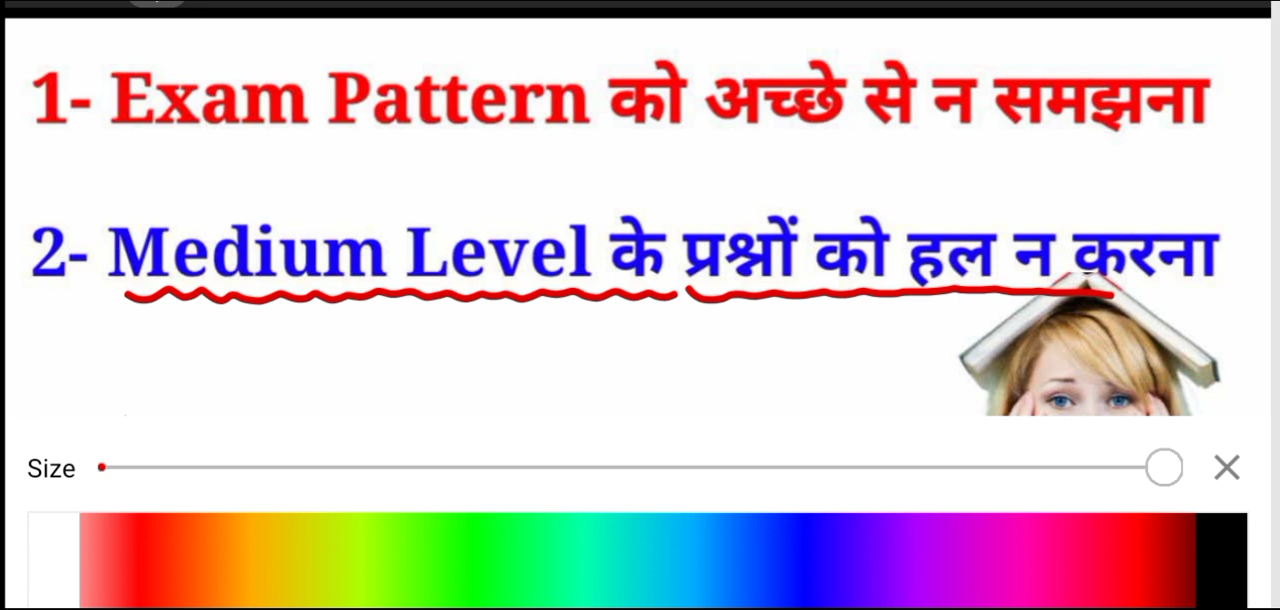 1- Exam Pattern को अच्छे से न समझना
2- Medium Level के प्रश्नों को हल न करना
Size